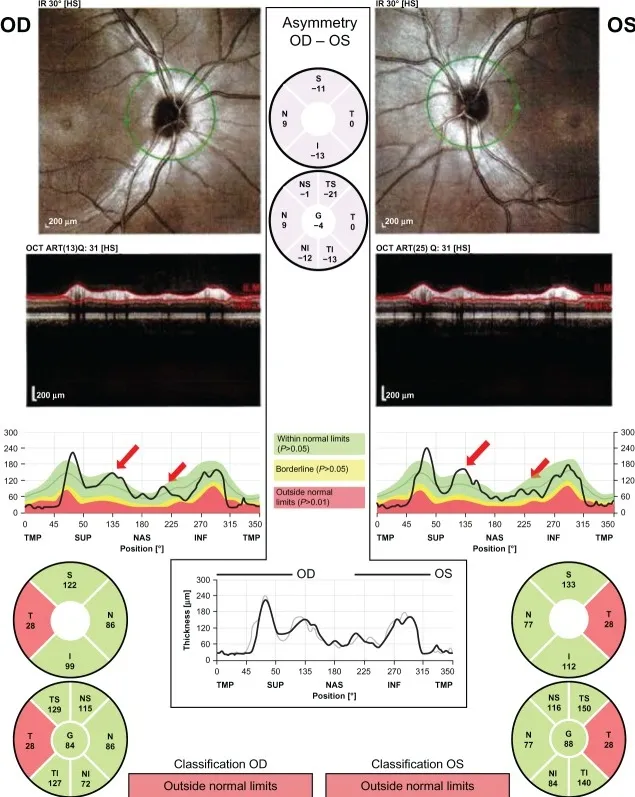 IR 30° [HS]
OD
200 µm
Asymmetry
OD – OS
S
−11
N
9
T
0
I
−13
NS
−1
TS
−21
N
9
G
−4
T
0
NI
−12
TI
−13
IR 30° [HS]
OS
200 µm
OCT ART(13)Q: 31 [HS]
200 µm
OCT ART(25) Q: 31 [HS]
200 µm
300
240
180
120
60
0
0 45 50 135 180 225 270 315 350
TMP SUP NAS INF TMP
Position [°]
Within normal limits
(P>0.05)
Borderline (P>0.05)
Outside normal
limits (P>0.01)
300
240
180
120
60
0
0 45 50 135 180 225 270 315 350
TMP SUP NAS INF TMP
Position [°]
S
122
T
28
N
86
I
99
TS
129
NS
115
T
28
G
84
N
86
TI
127
NI
72
OD
OS
Thickness [µm]
300
240
180
120
60
0
0 45 50 135 180 225 270 315 350
TMP SUP NAS INF TMP
Position [°]
S
133
N
77
T
28
I
112
NS
116
TS
150
N
77
G
88
T
28
NI
84
TI
140
Classification OD
Outside normal limits
Classification OS
Outside normal limits